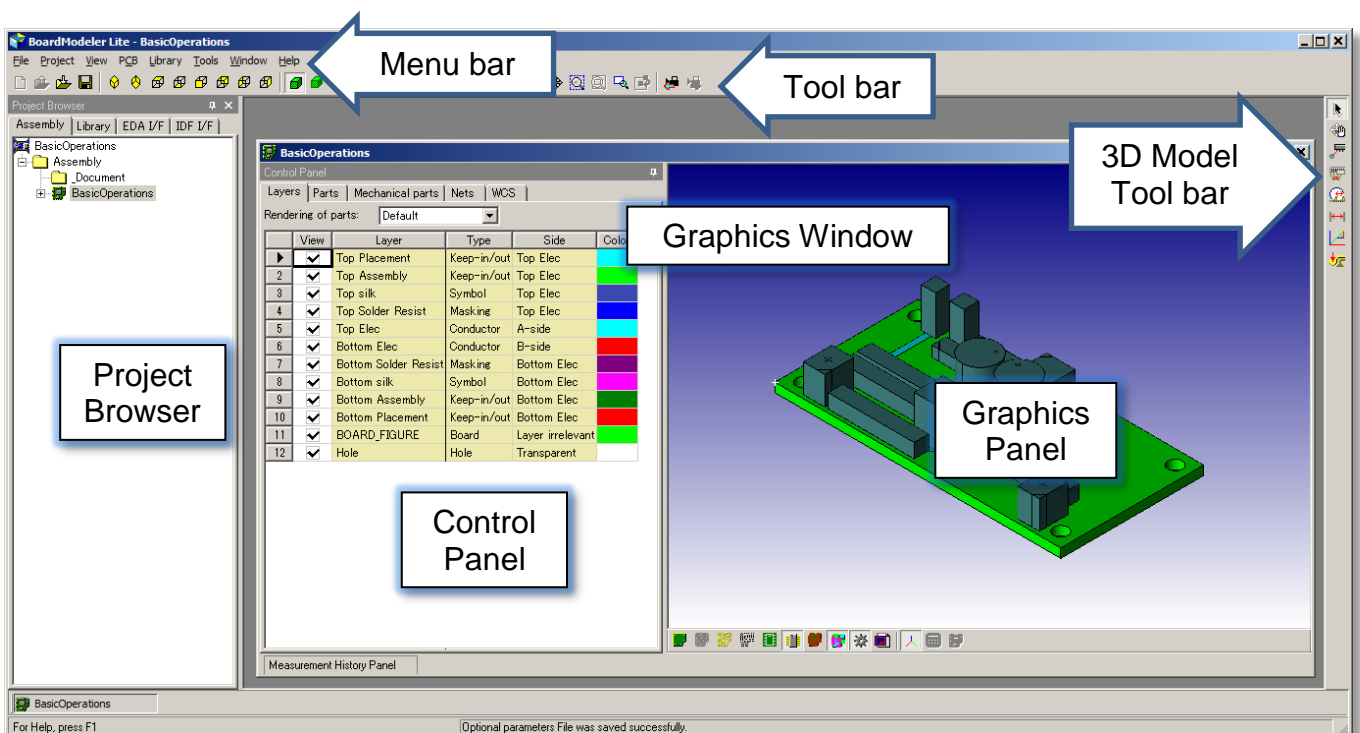 BoardModeler Lite - BasicOperations
File Project View PCB Library Tools Window Help
Menu bar
Tool bar
Project Browser
Assembly Library EDA I/F IDF I/F
BasicOperations
Assembly
_Document
BasicOperations
BasicOperations
3D Model
Tool bar
Control Panel
Layers Parts Mechanical parts Nets WCS
Rendering of parts: Default
Graphics Window
View Layer Type Side
Top Placement Keep-in/out Top Elec
2 Top Assembly Keep-in/out Top Elec
3 Top silk Symbol Top Elec
4 Top Solder Resist Masking Top Elec
5 Top Elec Conductor A-side
6 Bottom Elec Conductor B-side
7 Bottom Solder Resist Masking Bottom Elec
8 Bottom silk Symbol Bottom Elec
9 Bottom Assembly Keep-in/out Bottom Elec
10 Bottom Placement Keep-in/out Bottom Elec
11 BOARD_FIGURE Board Layer irrelevant
12 Hole Hole Transparent
Project
Browser
Graphics
Panel
Control
Panel
Measurement History Panel
BasicOperations
For Help, press F1 Optional parameters File was saved successfully.